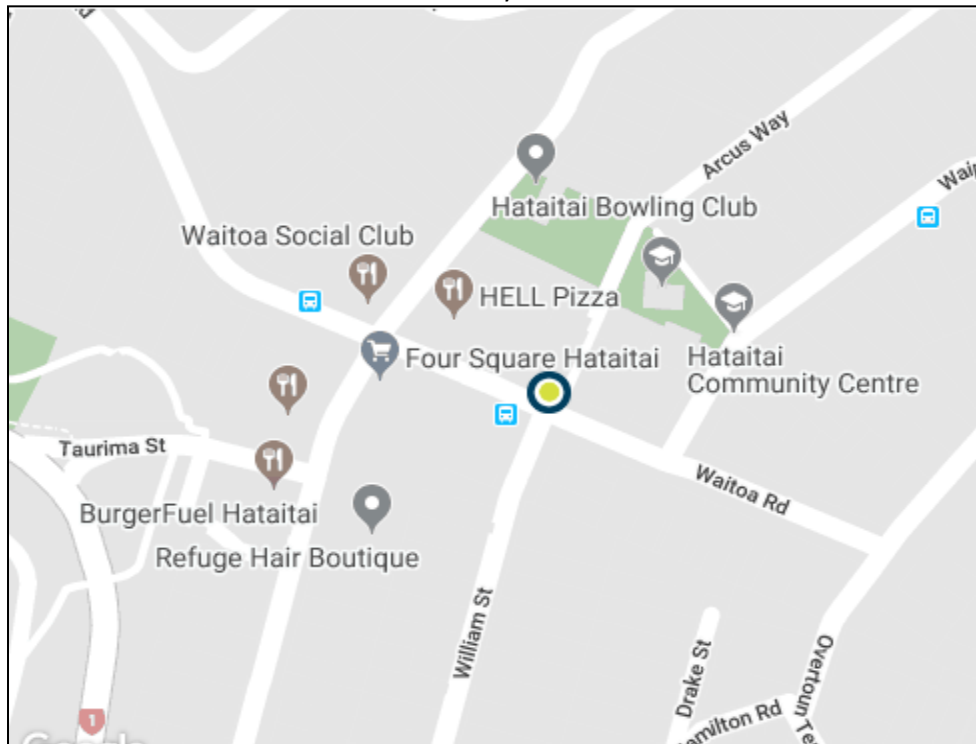 Arcus Way
Hataitai Bowling Club
Waitoa Social Club
HELL Pizza
Four Square Hataitai
Hataitai
Community Centre
Taurima St
BurgerFuel Hataitai
Waitoa Rd
Refuge Hair Boutique
William St
Drake St
Overtoun
1